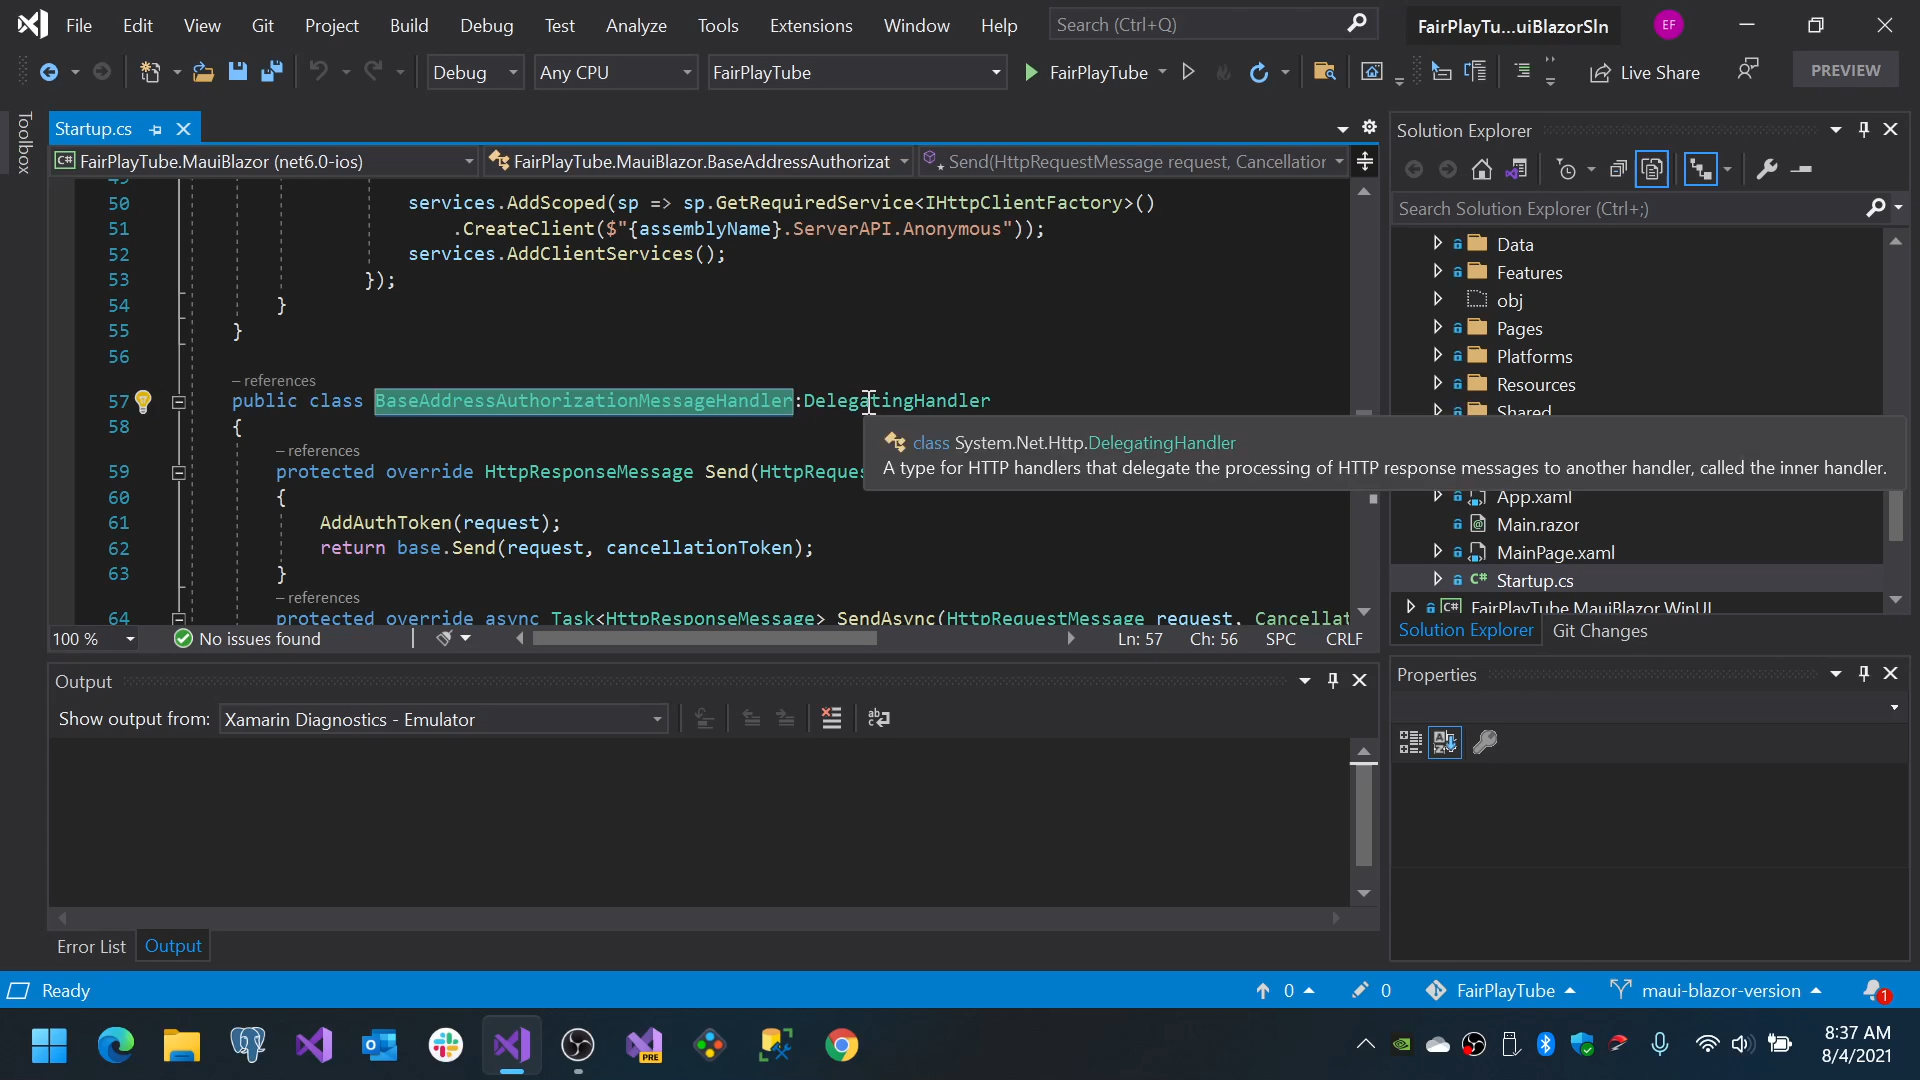 File Edit View Git Project Build Debug Test Analyze Tools Extensions Window Help Search (Ctrl+Q) FairPlayTu...uiBlazorSln EF
Debug Any CPU FairPlayTube FairPlayTube Live Share PREVIEW
Toolbox
Startup.cs
FairPlayTube.MauiBlazor (net6.0-ios) FairPlayTube.MauiBlazor.BaseAddressAuthorizat Send(HttpRequestMessage request, Cancellation
49
50 services.AddScoped(sp => sp.GetRequiredService<IHttpClientFactory>()
51 .CreateClient($"{assemblyName}.ServerAPI.Anonymous"));
52 services.AddClientServices();
53 });
54 }
55 }
56
– references
57 public class BaseAddressAuthorizationMessageHandler:DelegatingHandler
58 {
– references
59 protected override HttpResponseMessage Send(HttpReques
60 {
61 AddAuthToken(request);
62 return base.Send(request, cancellationToken);
63 }
– references
64 protected override async Task<HttpResponseMessage> SendAsync(HttpRequestMessage request, Cancellat
class System.Net.Http.DelegatingHandler
A type for HTTP handlers that delegate the processing of HTTP response messages to another handler, called the inner handler.
100 % No issues found Ln: 57 Ch: 56 SPC CRLF
Output
Show output from: Xamarin Diagnostics - Emulator
Error List Output
Solution Explorer
Search Solution Explorer (Ctrl+;)
Data
Features
obj
Pages
Platforms
Resources
Shared
App.xaml
Main.razor
MainPage.xaml
C# Startup.cs
FairPlayTube.MauiBlazor.WinUI
Solution Explorer Git Changes
Properties
Ready 0 0 FairPlayTube maui-blazor-version 1
PRE
8:37 AM
8/4/2021